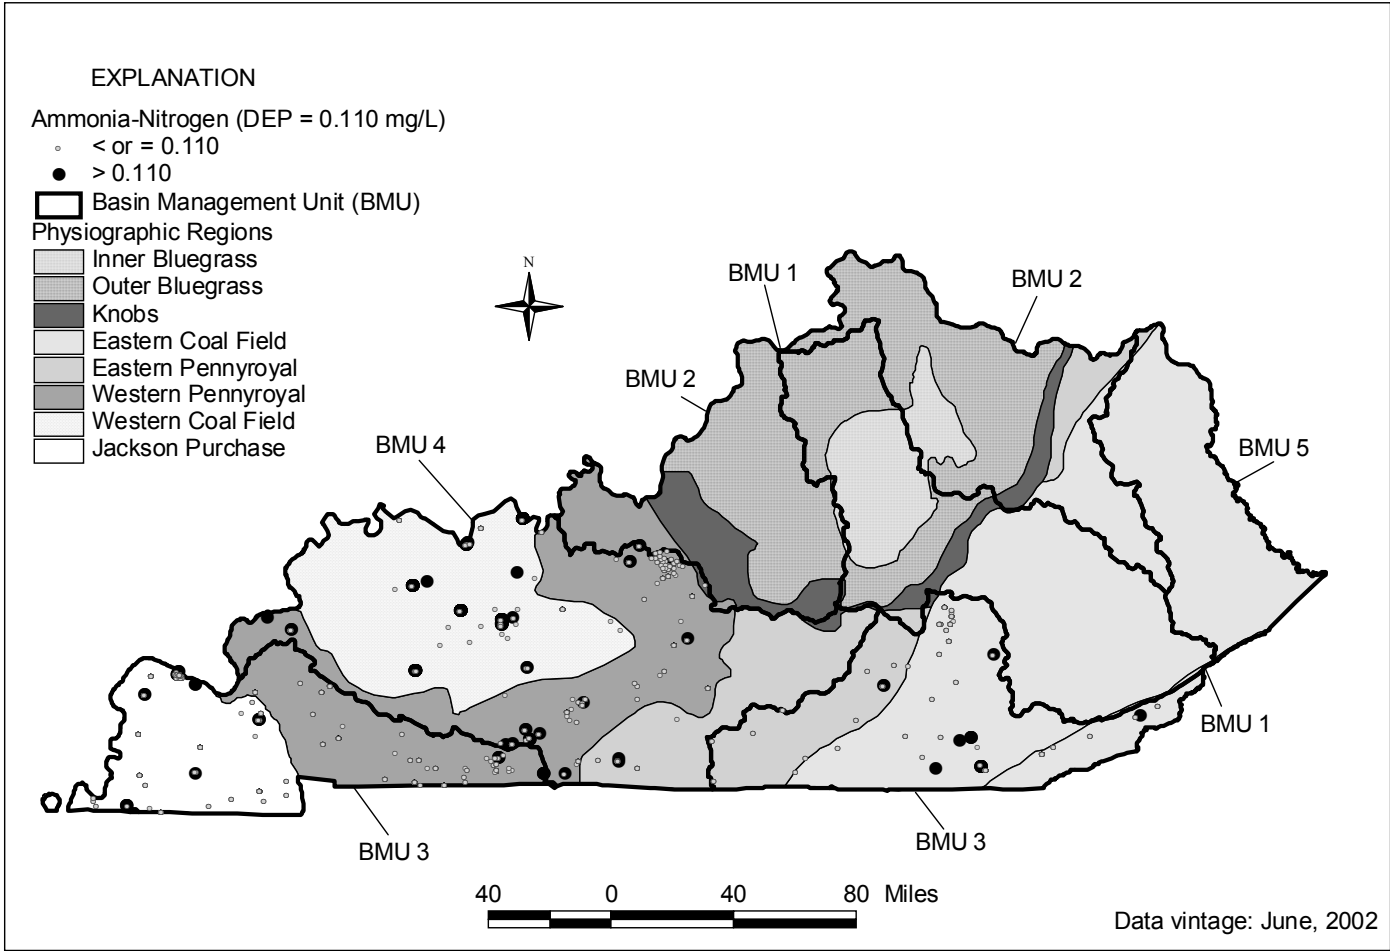 EXPLANATION
Ammonia-Nitrogen (DEP = 0.110 mg/L)
< or = 0.110
> 0.110
Basin Management Unit (BMU)
Physiographic Regions
Inner Bluegrass
Outer Bluegrass
Knobs
Eastern Coal Field
Eastern Pennyroyal
Western Pennyroyal
Western Coal Field
Jackson Purchase
N
BMU 1
BMU 2
BMU 2
BMU 4
BMU 5
BMU 1
BMU 3
BMU 3
40 0 40 80 Miles
Data vintage: June, 2002